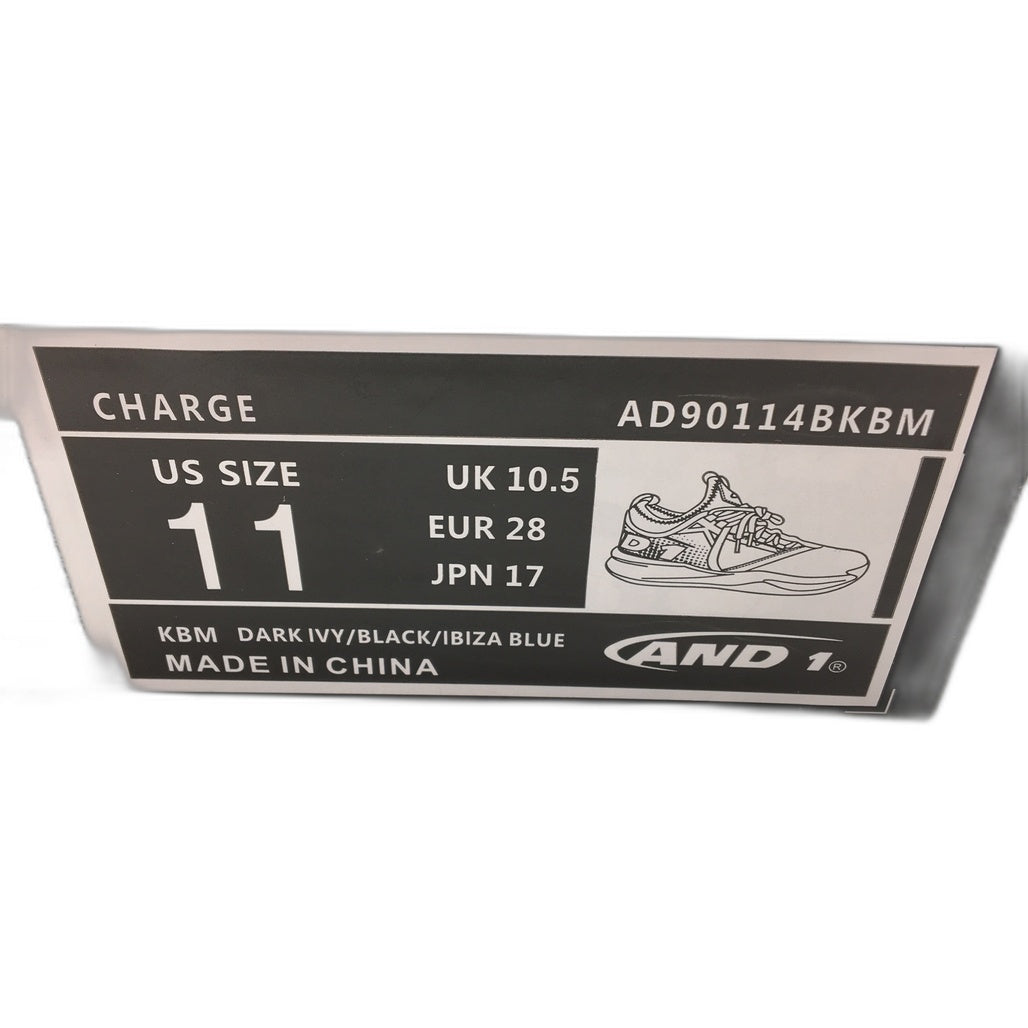 CHARGE
AD90114BKBM
US SIZE
11
UK 10.5
EUR 28
JPN 17
D 1
KBM DARK IVY/BLACK/IBIZA BLUE
MADE IN CHINA
AND 1®